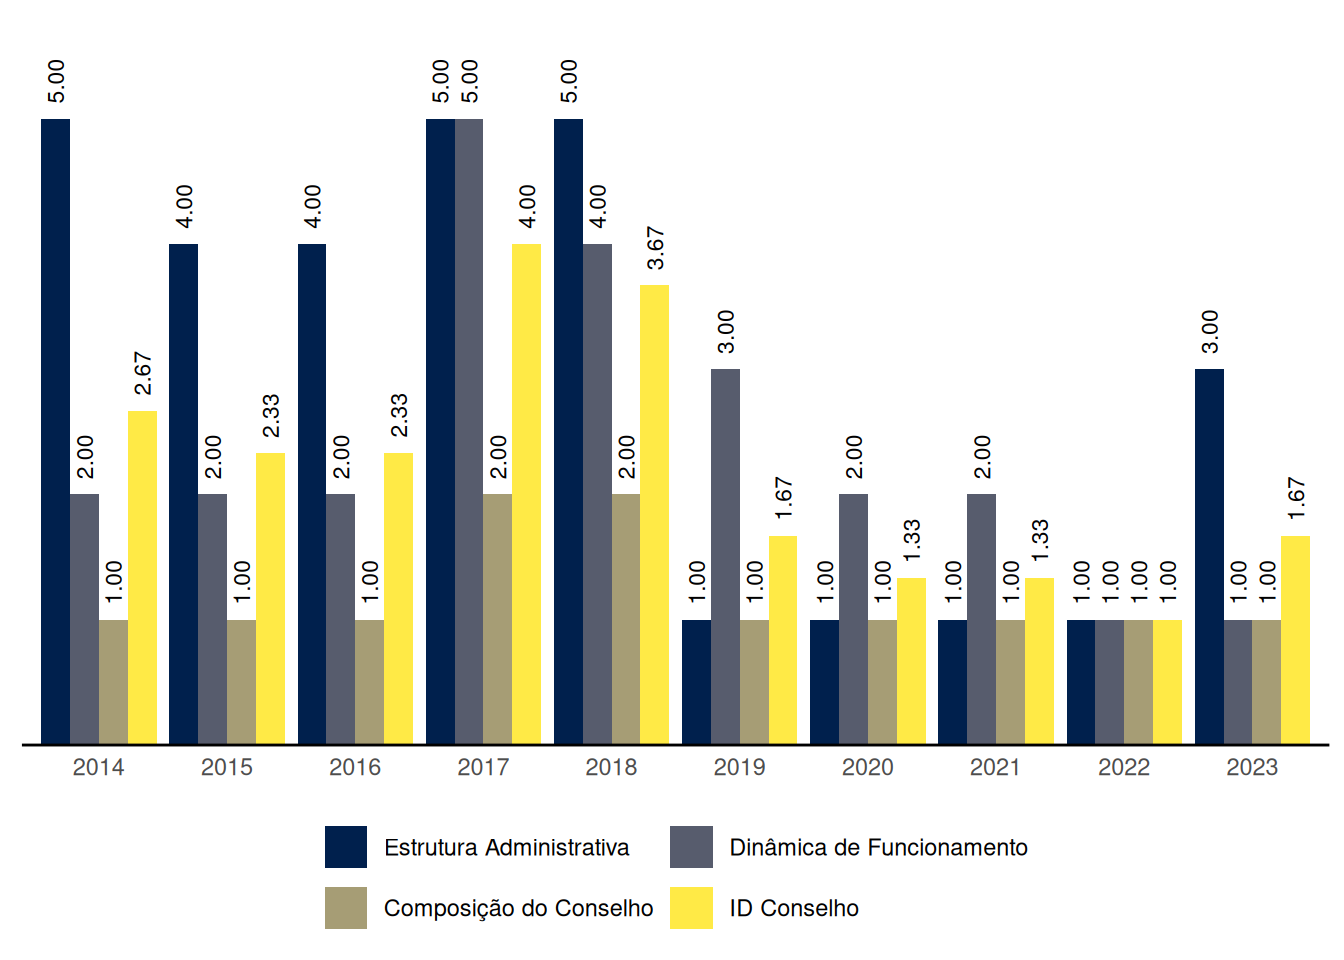 5.00 2.00 1.00 2.67 4.00 2.00 1.00 2.33 4.00 2.00 1.00 2.33 5.00 5.00 2.00 4.00 5.00 4.00 2.00 3.67 1.00 3.00 1.00 1.67 1.00 2.00 1.00 1.33 1.00 2.00 1.00 1.33 1.00 1.00 1.00 1.00 3.00 1.00 1.00 1.67
2014 2015 2016 2017 2018 2019 2020 2021 2022 2023
Estrutura Administrativa Dinâmica de Funcionamento
Composição do Conselho ID Conselho